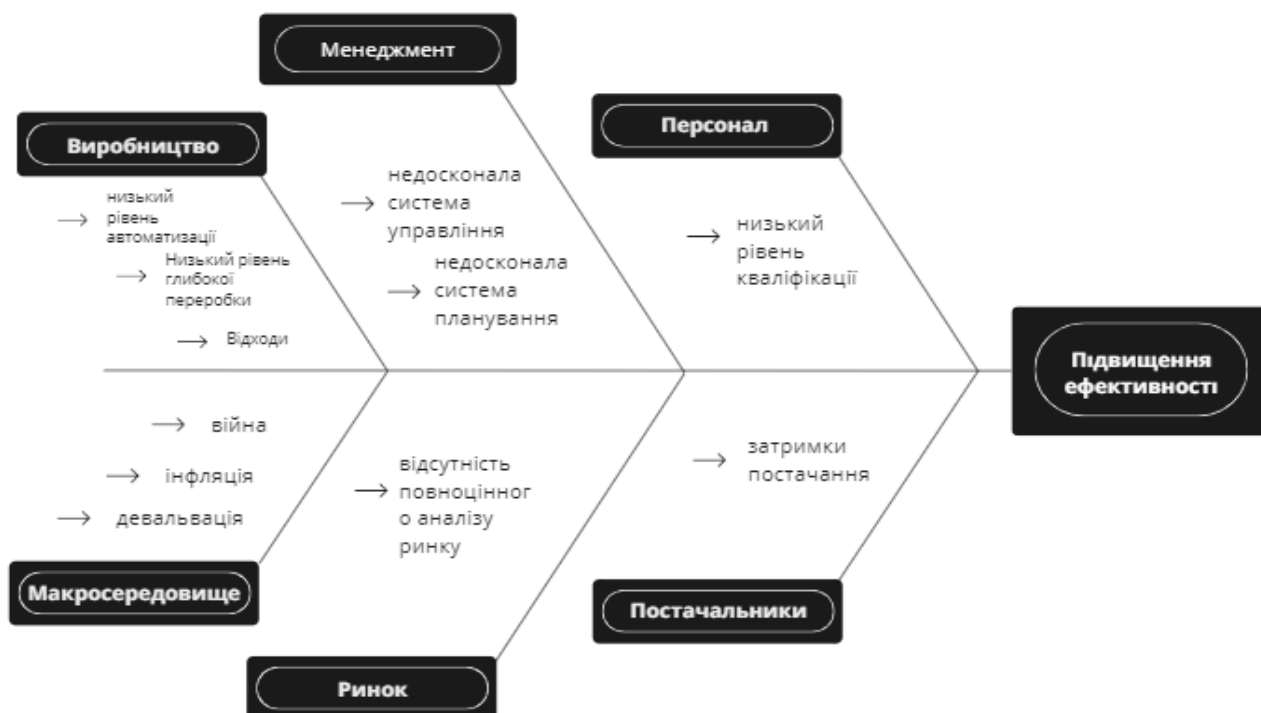 Менеджмент
Виробництво
Персонал
низький
рівень
автоматизації
Низький рівень
глибокої
переробки
Відходи
недосконала
система
управління
недосконала
система
планування
низький
рівень
кваліфікації
Підвищення
ефективності
війна
інфляція
девальвація
відсутність
повноцінног
о аналізу
ринку
затримки
постачання
Макросередовище
Ринок
Постачальники